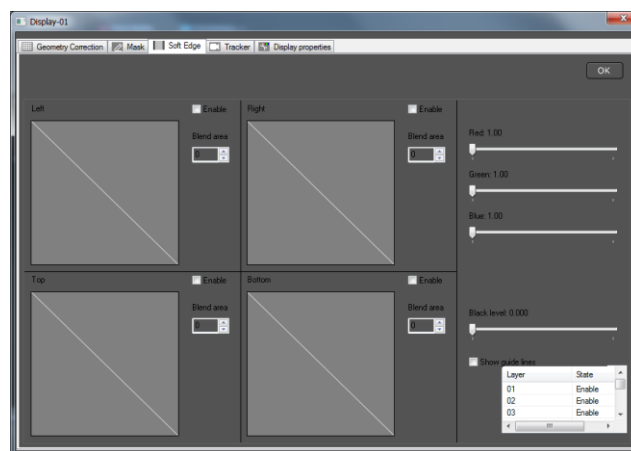 Display-01
Geometry Correction Mask Soft Edge Tracker Display properties
OK
Left Enable Right Enable
Blend area Blend area
0 0
Red: 1.00
Green: 1.00
Blue: 1.00
Top Enable Bottom Enable
Blend area Blend area
0 0
Black level: 0.000
Show guide lines
Layer State
01 Enable
02 Enable
03 Enable